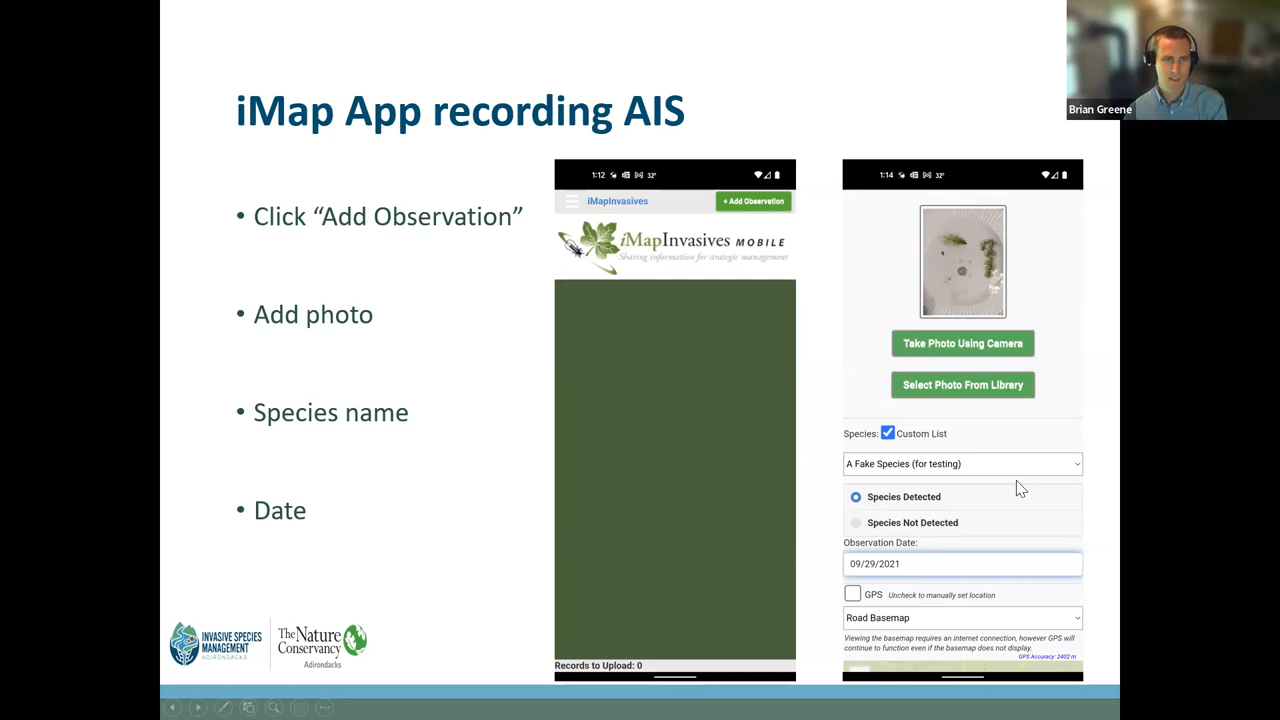 Brian Greene
iMap App recording AIS
• Click “Add Observation”
• Add photo
• Species name
• Date
INVASIVE SPECIES
MANAGEMENT
ADIRONDACKS
The Nature
Conservancy
Adirondacks
1:12
32°
iMapInvasives
+ Add Observation
iMapInvasives MOBILE
Sharing information for strategic management
Records to Upload: 0
1:14
32°
Take Photo Using Camera
Select Photo From Library
Species: Custom List
A Fake Species (for testing)
Species Detected
Species Not Detected
Observation Date:
09/29/2021
GPS Uncheck to manually set location
Road Basemap
Viewing the basemap requires an internet connection, however GPS will
continue to function even if the basemap does not display.
GPS Accuracy: 2402 m